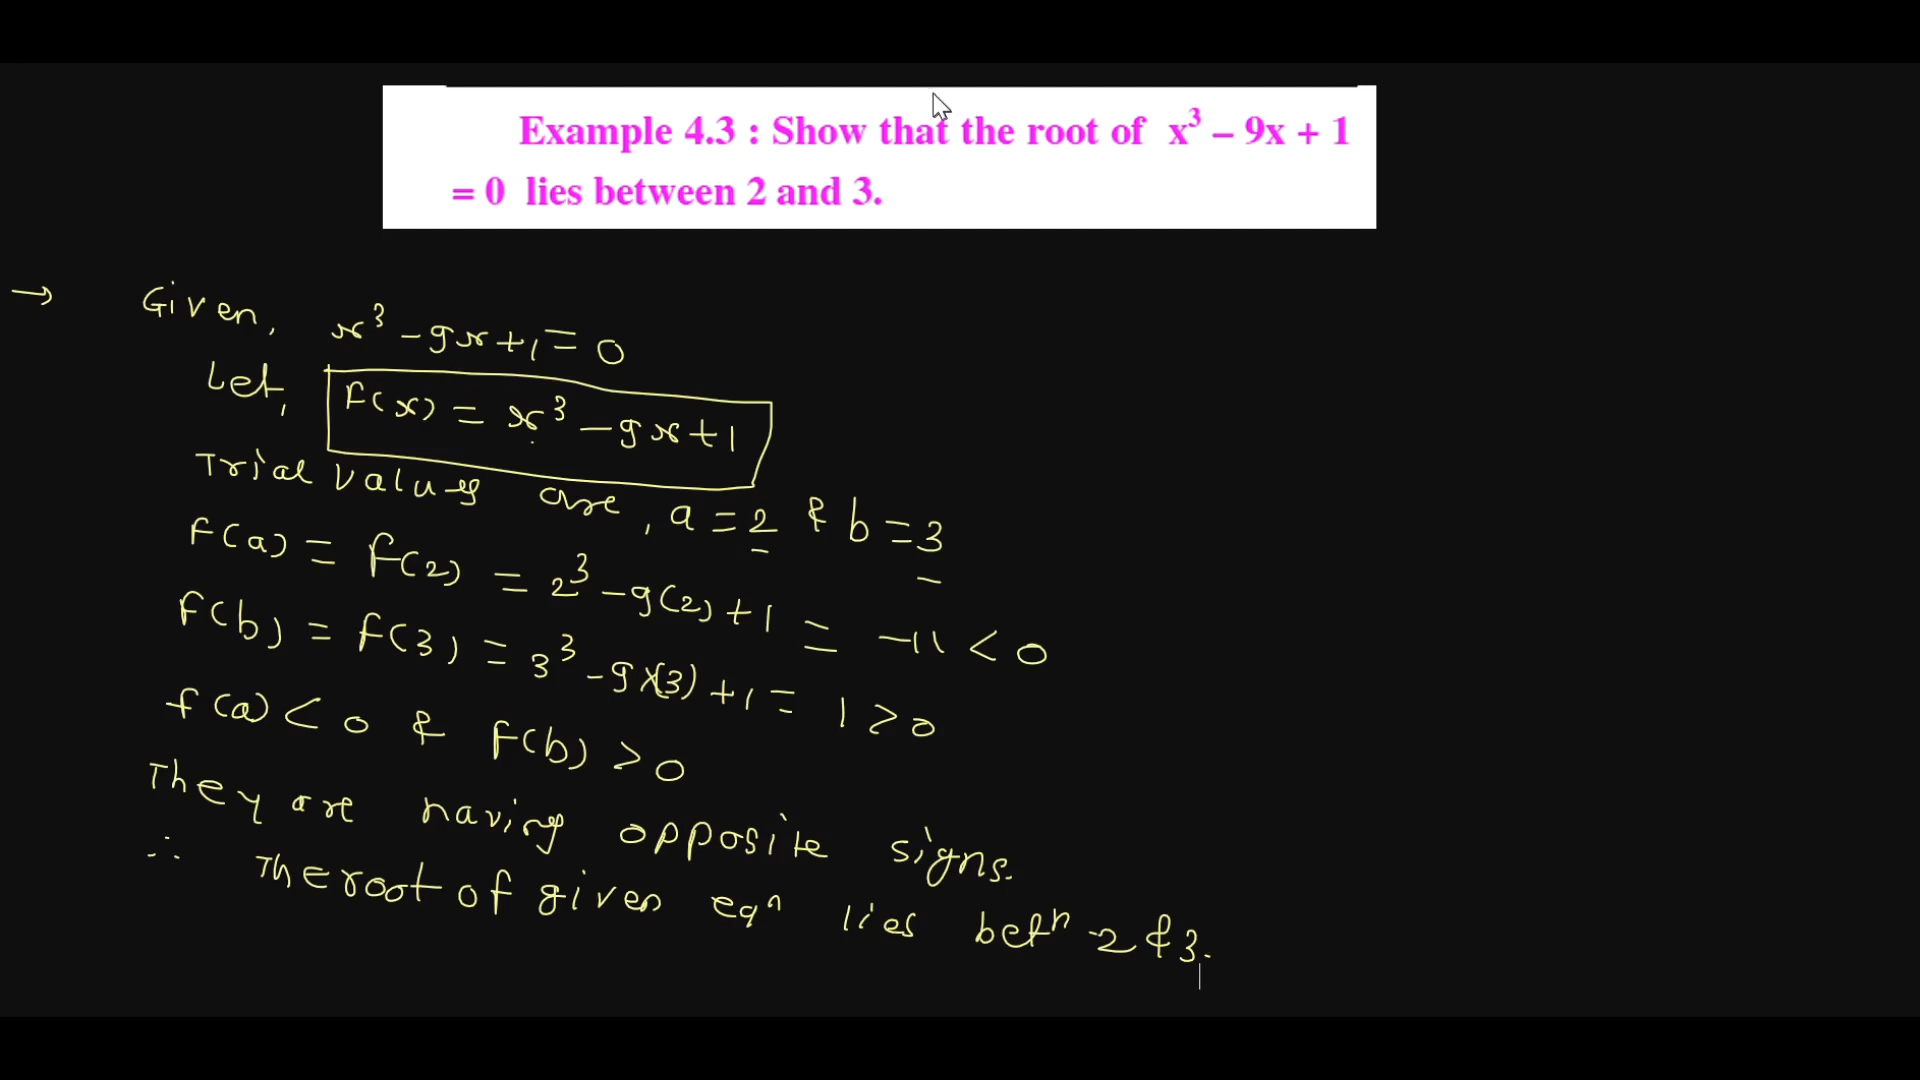 Example 4.3 : Show that the root of x³ – 9x + 1
= 0 lies between 2 and 3.
→ Given, x³ - 9x + 1 = 0
Let, f(x) = x³ - 9x + 1
Trial values are, a = 2 & b = 3
f(a) = f(2) = 2³ - 9(2) + 1 = -11 < 0
f(b) = f(3) = 3³ - 9×(3) + 1 = 1 > 0
f(a) < 0 & f(b) > 0
They are having opposite signs.
∴ The root of given eqⁿ lies betⁿ 2 & 3.